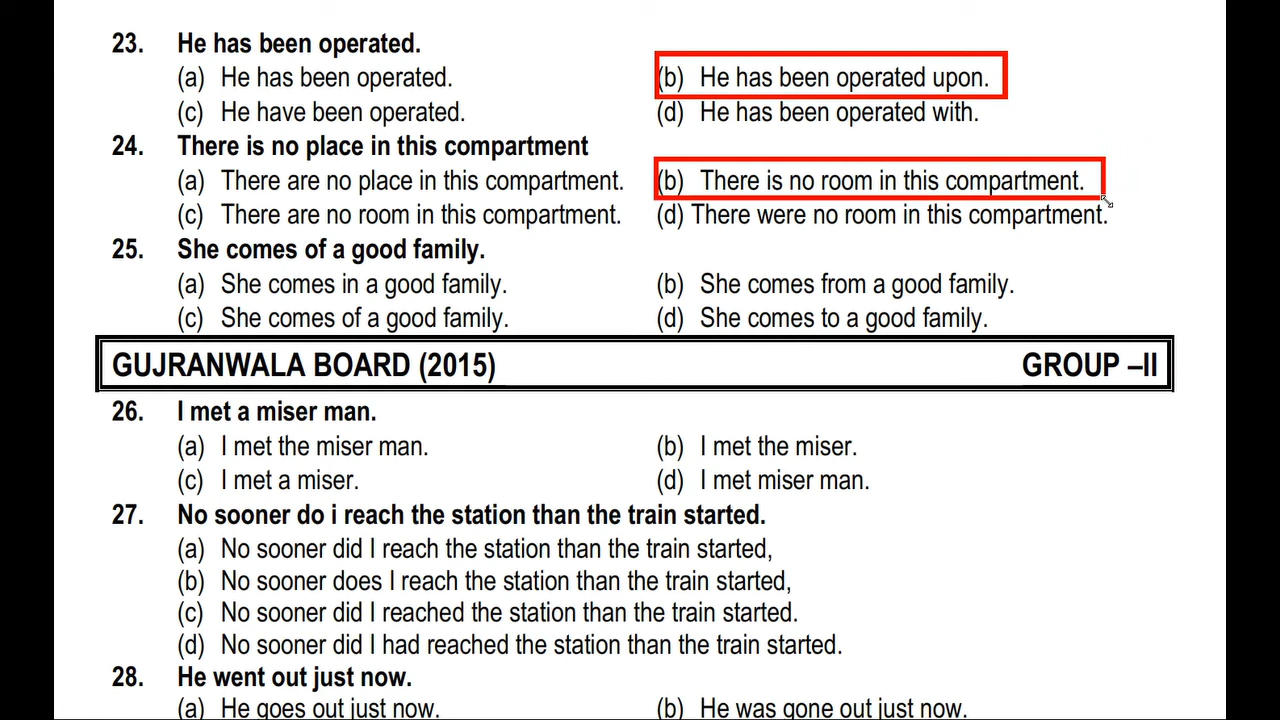 23. He has been operated.
(a) He has been operated. (b) He has been operated upon.
(c) He have been operated. (d) He has been operated with.
24. There is no place in this compartment
(a) There are no place in this compartment. (b) There is no room in this compartment.
(c) There are no room in this compartment. (d) There were no room in this compartment.
25. She comes of a good family.
(a) She comes in a good family. (b) She comes from a good family.
(c) She comes of a good family. (d) She comes to a good family.
GUJRANWALA BOARD (2015) GROUP –II
26. I met a miser man.
(a) I met the miser man. (b) I met the miser.
(c) I met a miser. (d) I met miser man.
27. No sooner do i reach the station than the train started.
(a) No sooner did I reach the station than the train started,
(b) No sooner does I reach the station than the train started,
(c) No sooner did I reached the station than the train started.
(d) No sooner did I had reached the station than the train started.
28. He went out just now.
(a) He goes out just now. (b) He was gone out just now.